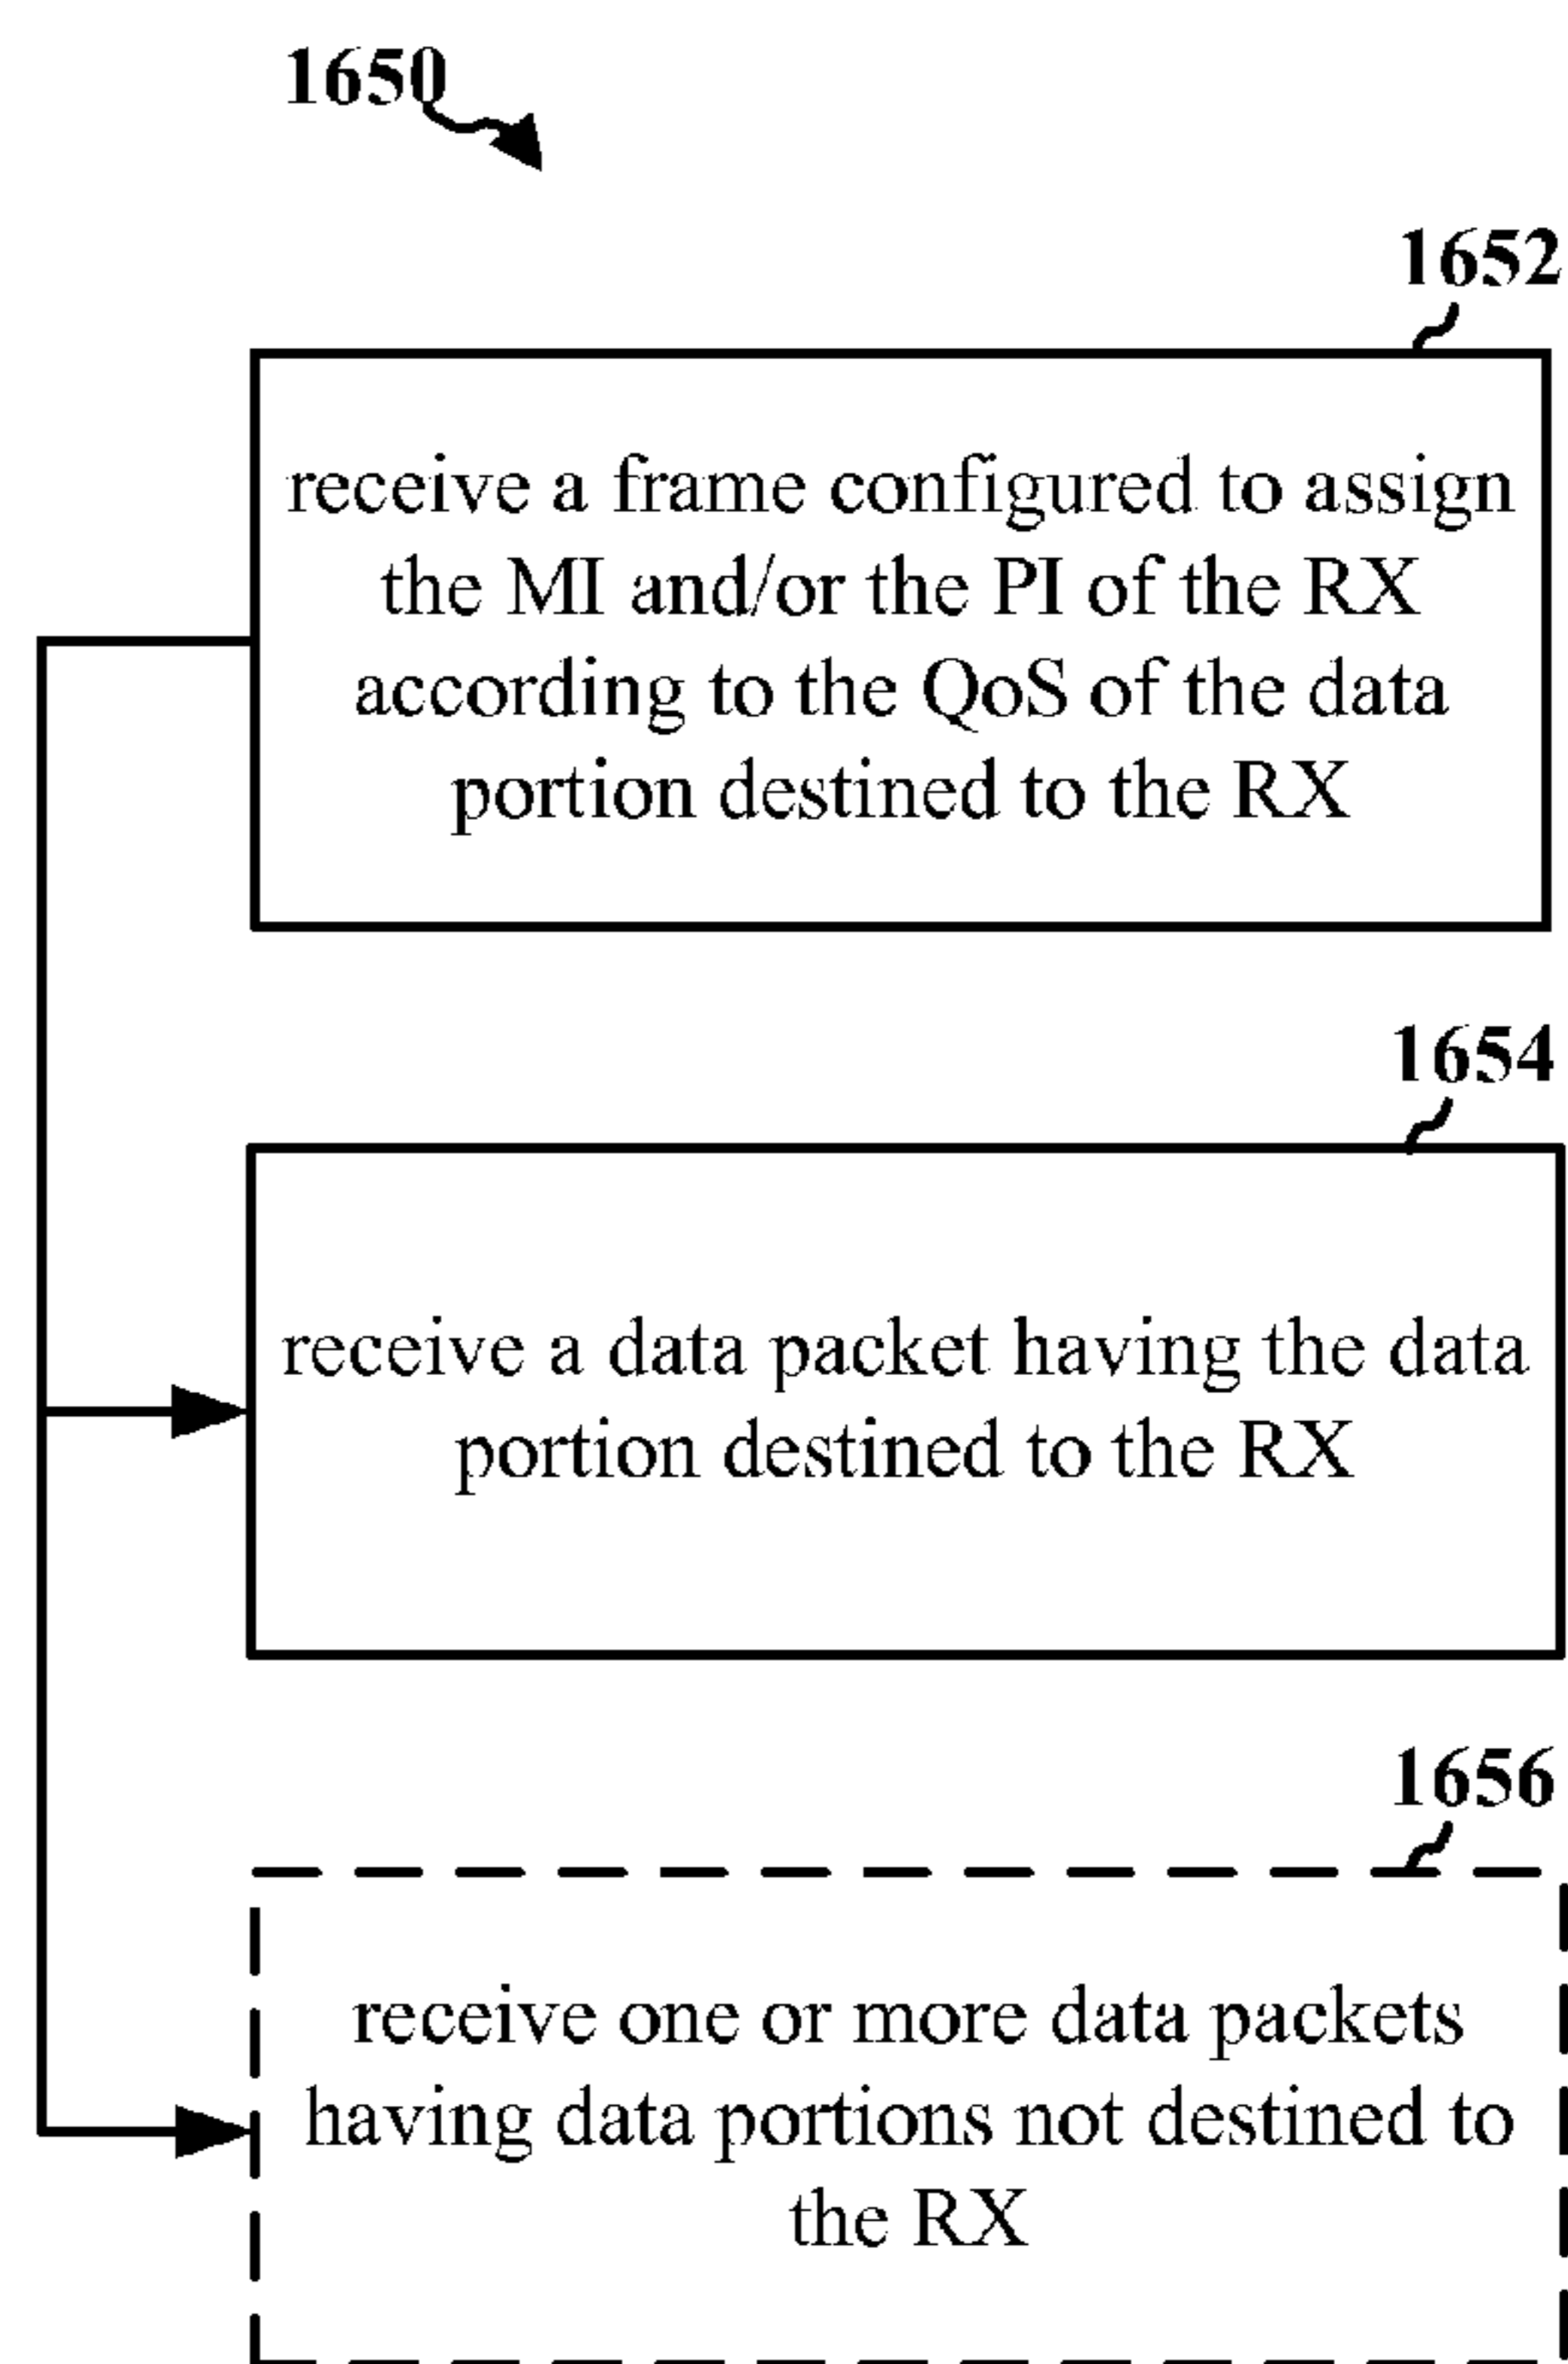 1650
1652
receive a frame configured to assign
the MI and/or the PI of the RX
according to the QoS of the data
portion destined to the RX
1654
receive a data packet having the data
portion destined to the RX
1656
receive one or more data packets
having data portions not destined to
the RX